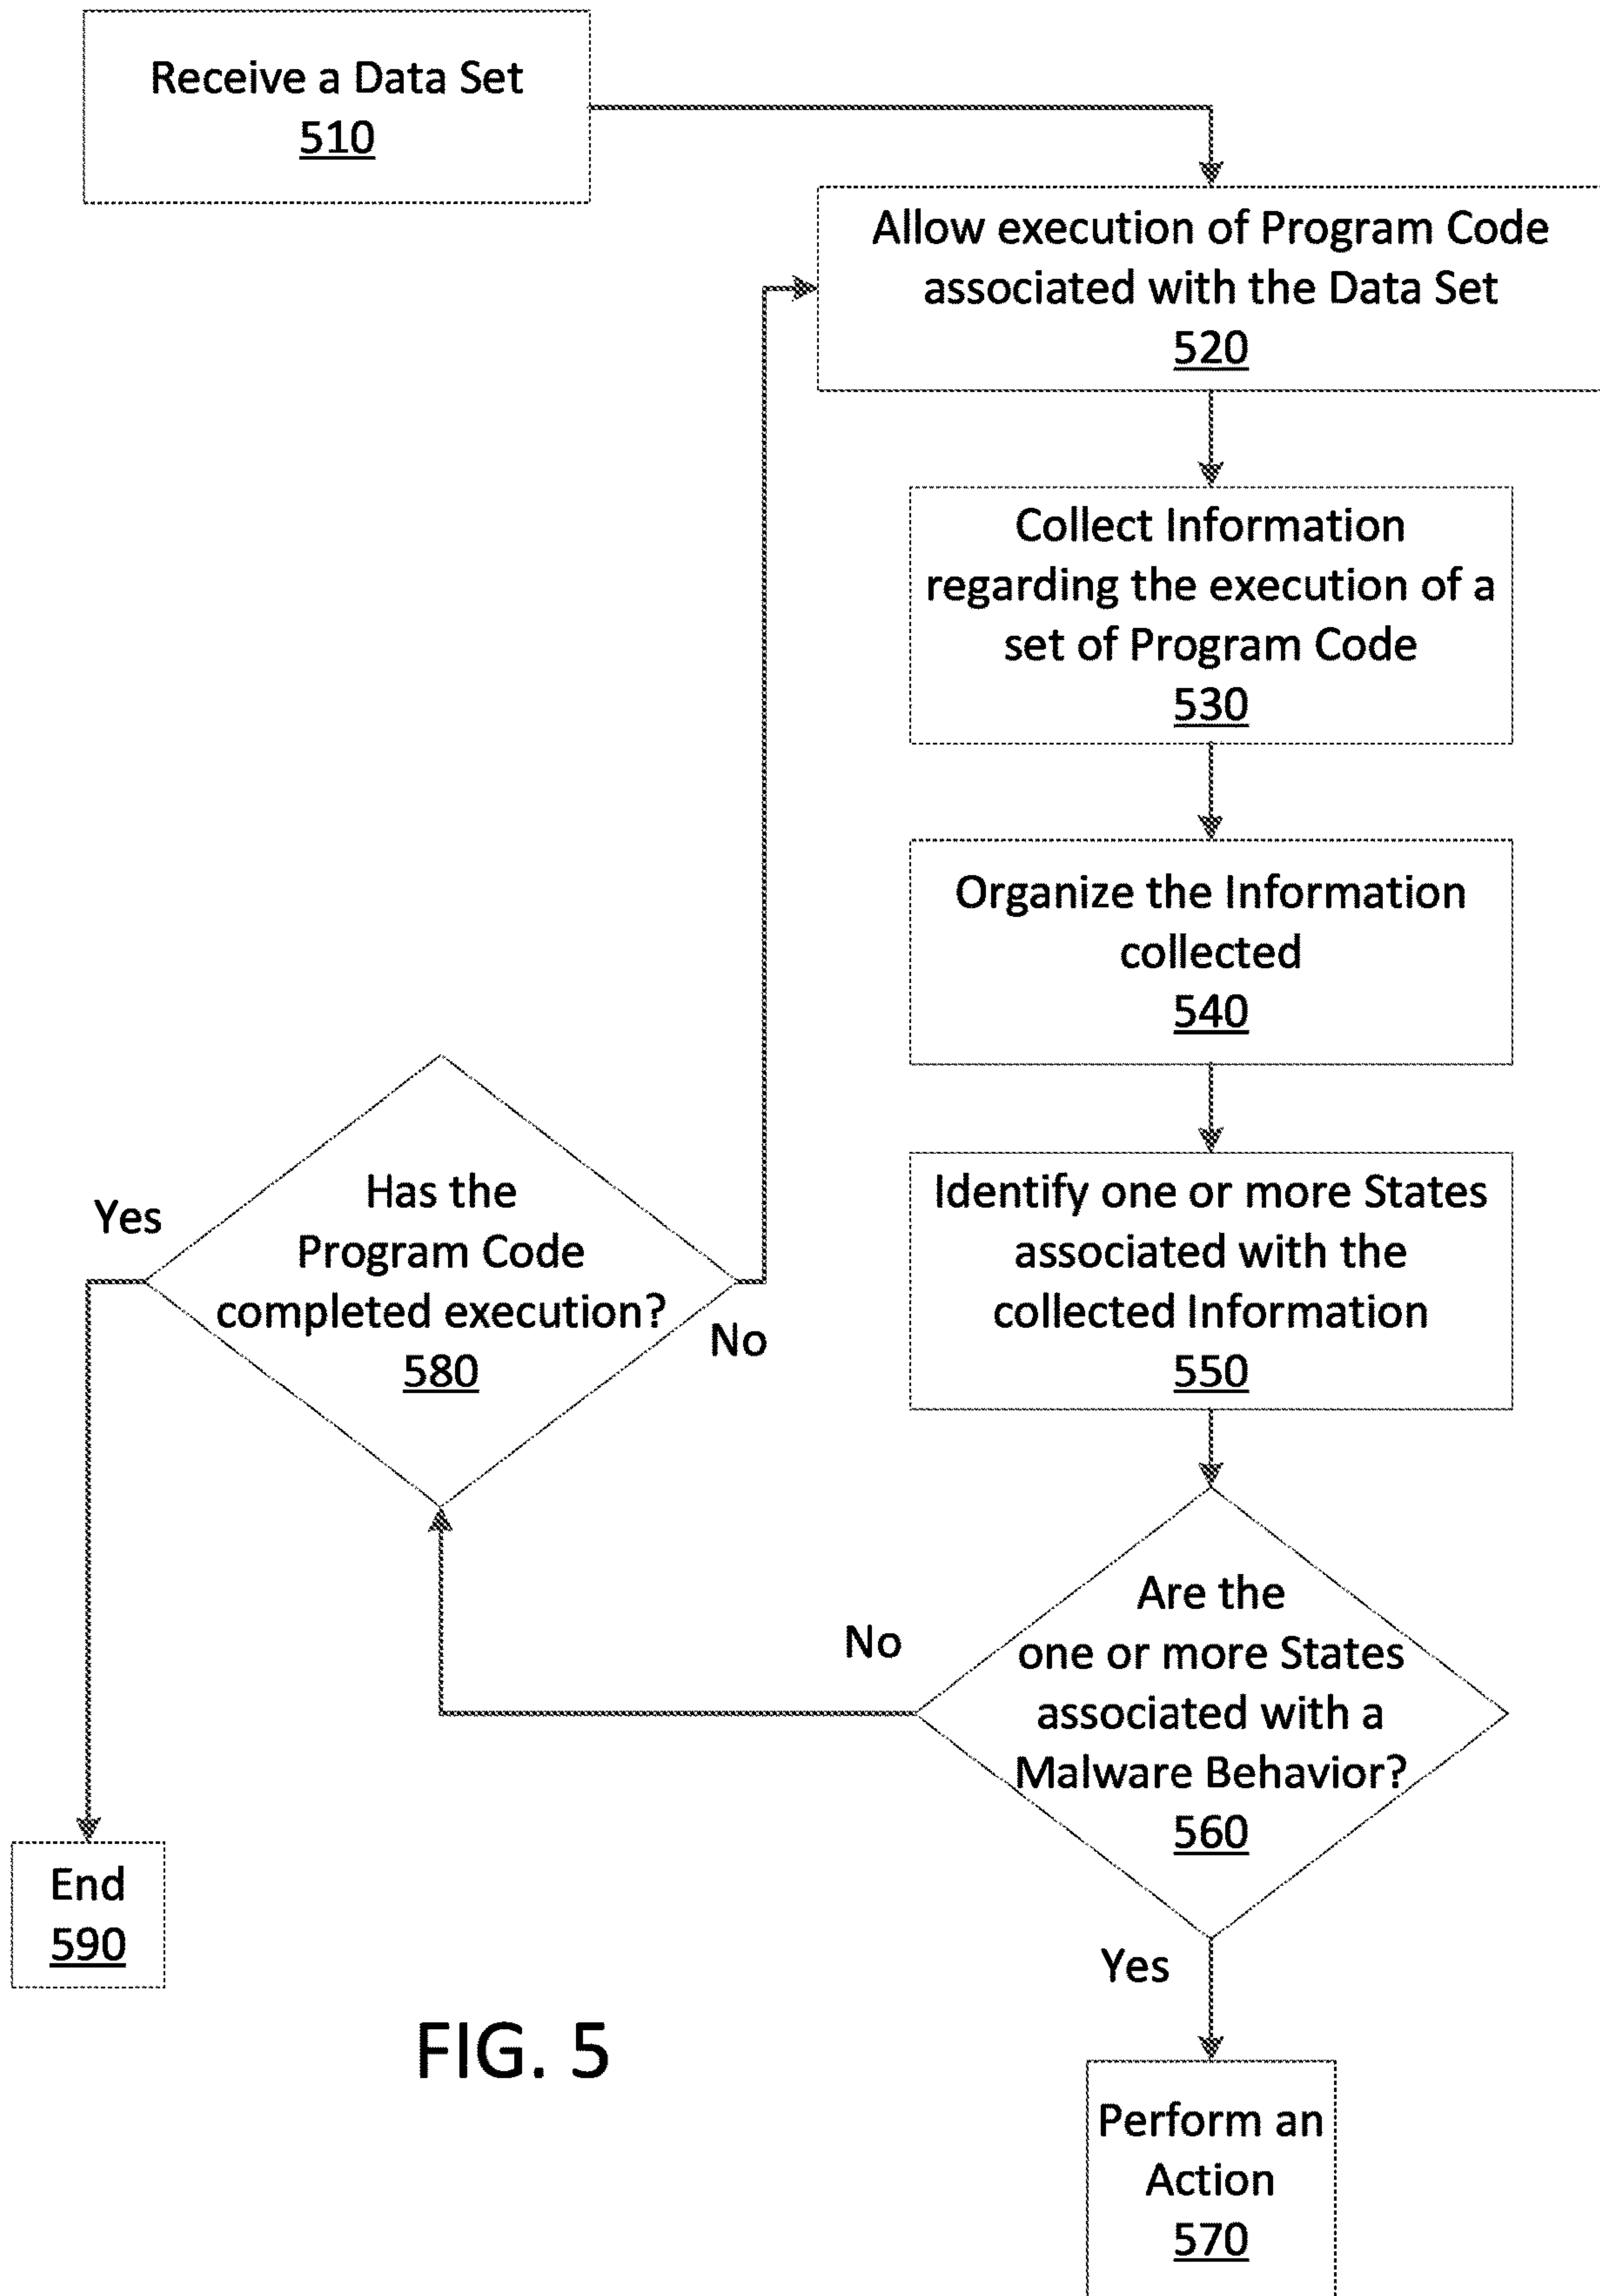 Receive a Data Set
510
Allow execution of Program Code
associated with the Data Set
520
Collect Information
regarding the execution of a
set of Program Code
530
Organize the Information
collected
540
Identify one or more States
associated with the
collected Information
550
Are the
one or more States
associated with a
Malware Behavior?
560
No
Yes
Perform an
Action
570
Has the
Program Code
completed execution?
580
Yes
No
End
590
FIG. 5